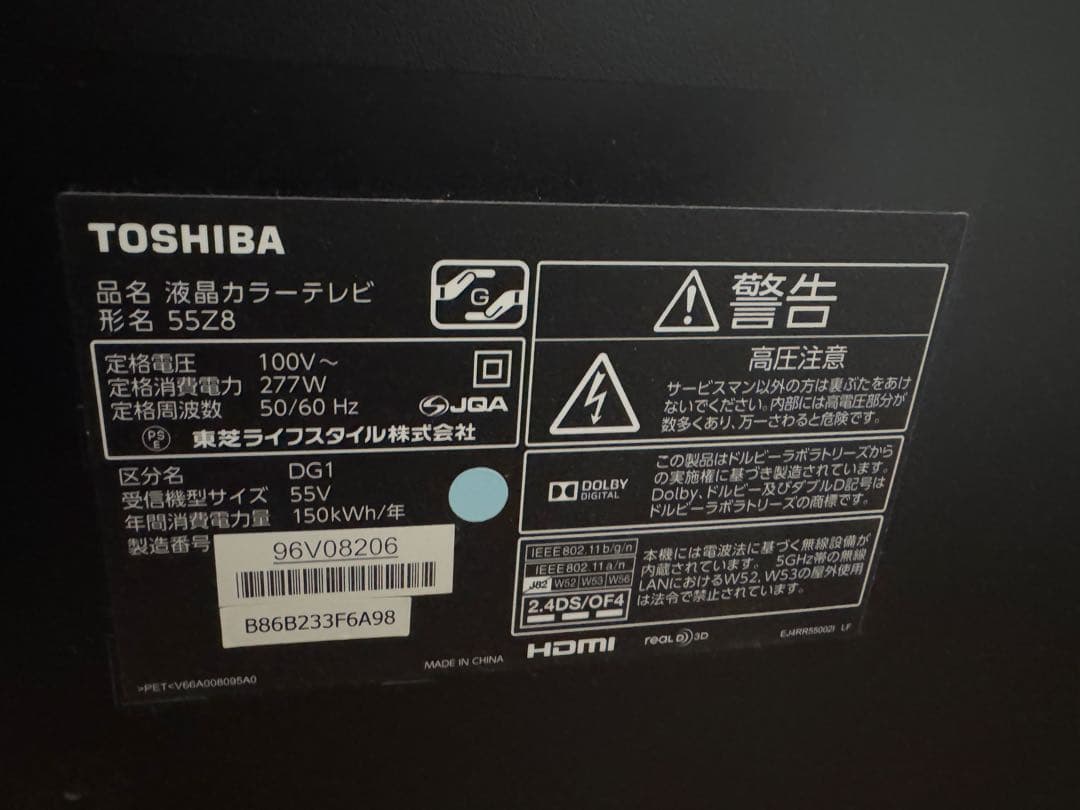 TOSHIBA
品名 液晶カラーテレビ
形名 55Z8
G
定格電圧 100V〜
定格消費電力 277W
定格周波数 50/60 Hz
JQA
PS E 東芝ライフスタイル株式会社
区分名 DG1
受信機型サイズ 55V
年間消費電力量 150kWh/年
製造番号 96V08206
B86B233F6A98
>PET<V66A008095A0
MADE IN CHINA
警告
高圧注意
サービスマン以外の方は裏ぶたをあけ
ないでください。内部には高電圧部分が
数多くあり、万一さわると危険です。
DOLBY
DIGITAL
この製品はドルビーラボラトリーズから
の実施権に基づき製造されています。
Dolby、ドルビー及びダブルD記号は
ドルビーラボラトリーズの商標です。
IEEE802.11b/g/n
IEEE802.11a/n
J52 W52 W53 W56
2.4DS/OF4
本機には電波法に基づく無線設備が
内蔵されています。 5GHz帯の無線
LANにおけるW52、W53の屋外使用
は法令で禁止されています。
HDMI
REAL D 3D
EJ4RR55002I LF